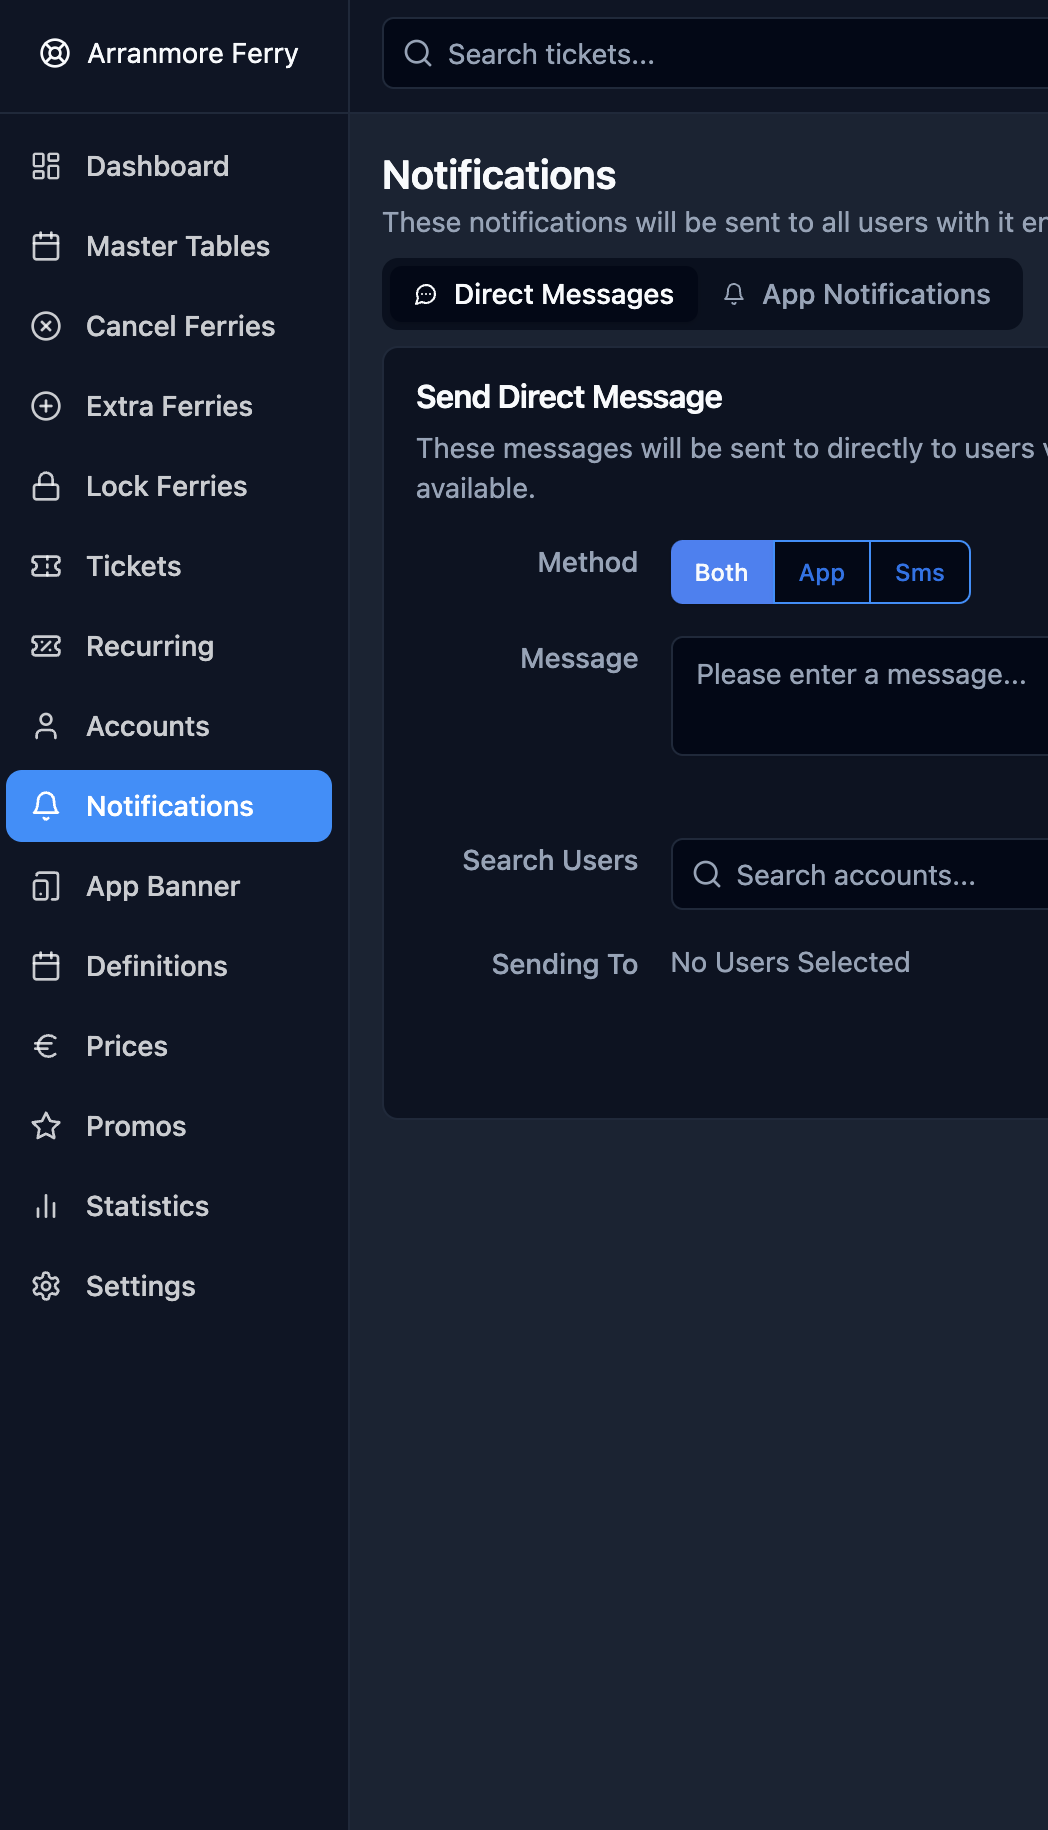 Arranmore Ferry
Search tickets...
Dashboard
Master Tables
Cancel Ferries
Extra Ferries
Lock Ferries
Tickets
Recurring
Accounts
Notifications
App Banner
Definitions
Prices
Promos
Statistics
Settings
Notifications
These notifications will be sent to all users with it
Direct Messages
App Notifications
Send Direct Message
These messages will be sent to directly to users
available.
Method
Both
App
Sms
Message
Please enter a message...
Search Users
Search accounts...
Sending To
No Users Selected